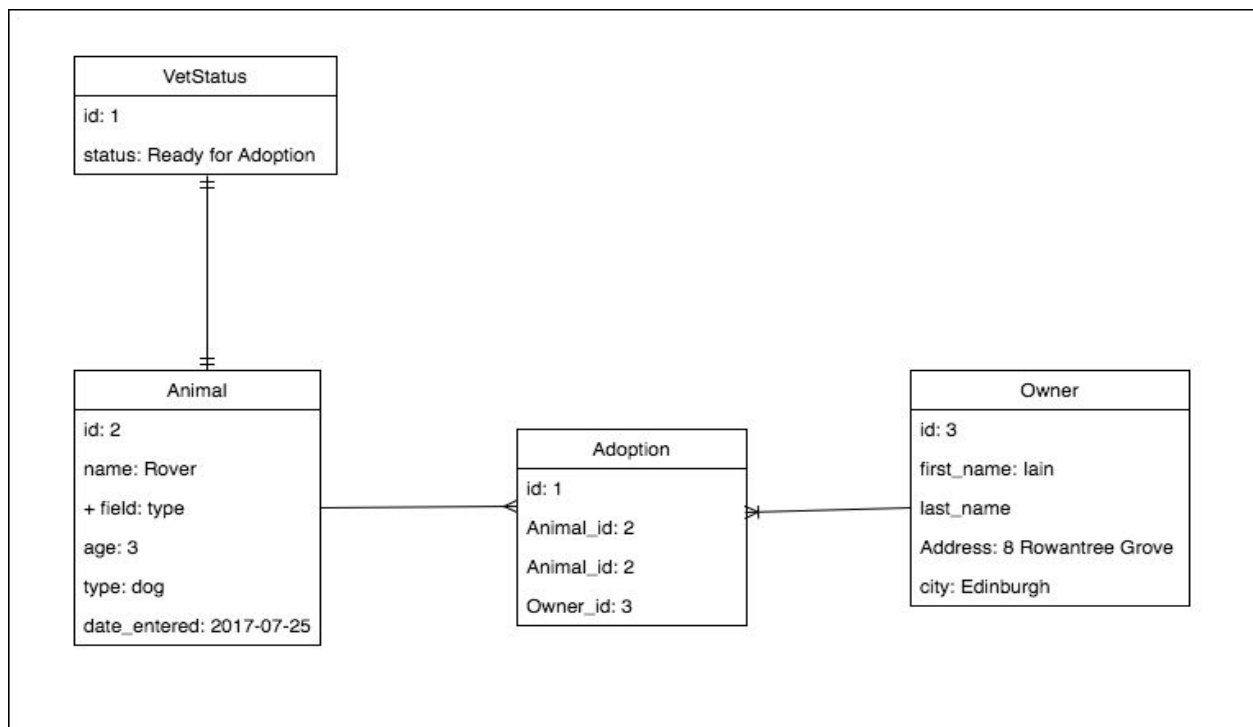 VetStatus
id: 1
status: Ready for Adoption
Animal
id: 2
name: Rover
+ field: type
age: 3
type: dog
date_entered: 2017-07-25
Adoption
id: 1
Animal_id: 2
Animal_id: 2
Owner_id: 3
Owner
id: 3
first_name: Iain
last_name
Address: 8 Rowantree Grove
city: Edinburgh